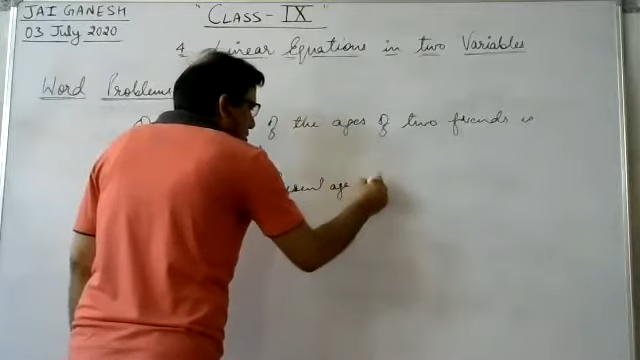 JAI GANESH
03 July 2020
"CLASS - IX"
4. Linear Equations in two Variables
Word Problems
of the ages of two friends is
age